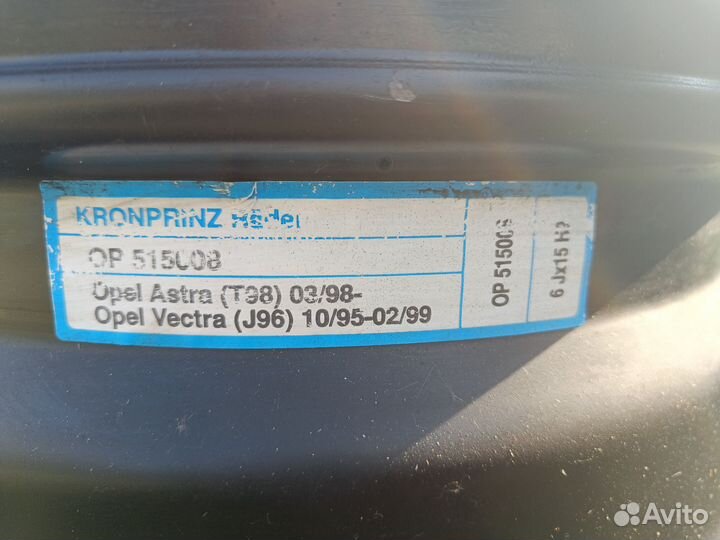 KRONPRINZ Räder
OP 515008
Opel Astra (T98) 03/98-
Opel Vectra (J96) 10/95-02/99
OP 515008
6 Jx15 H2
Avito